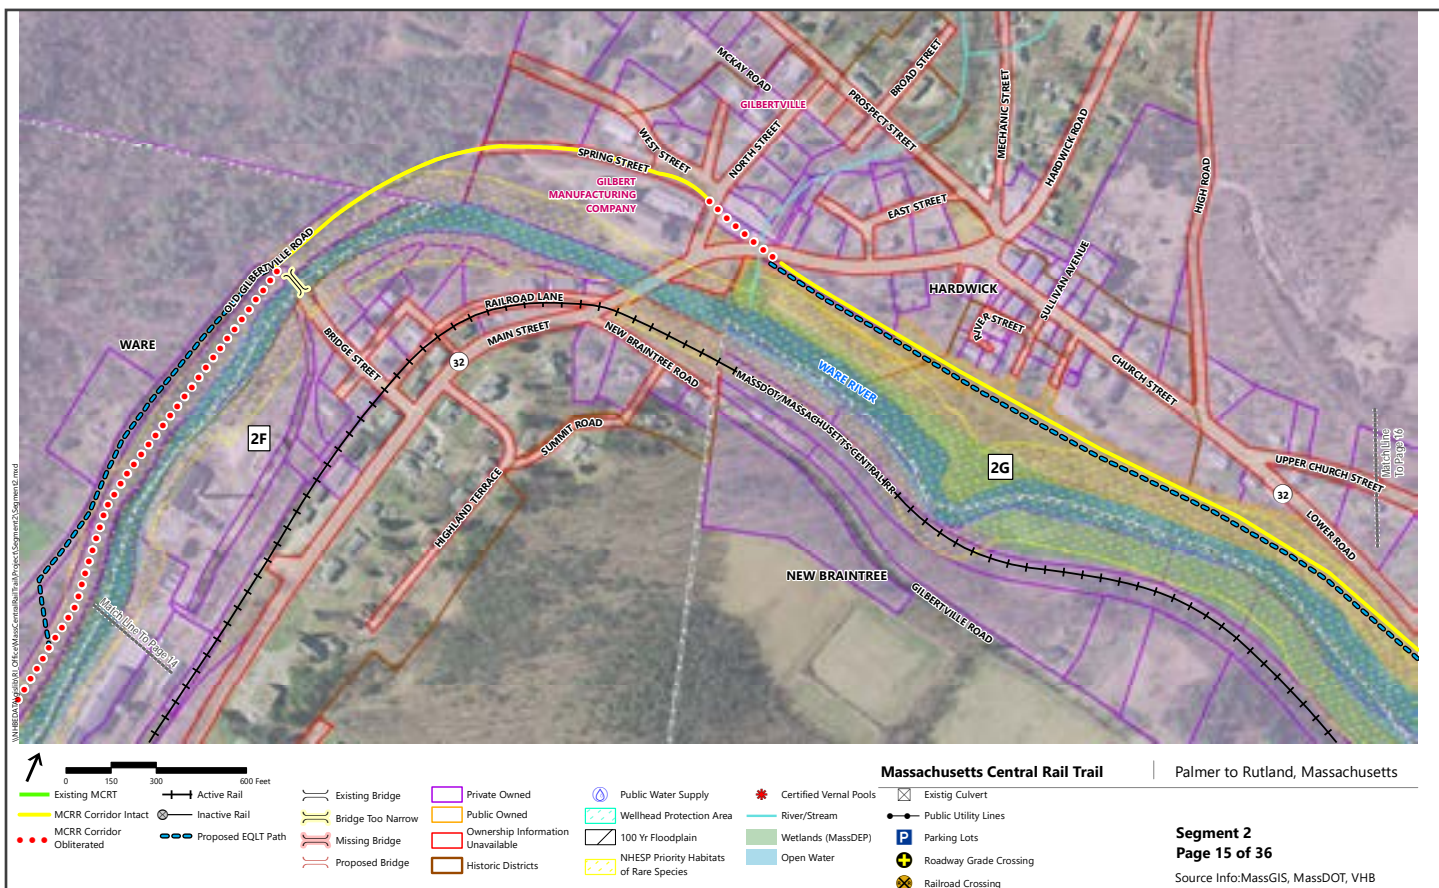 MCKAY ROAD
BROAD STREET
PROSPECT STREET
MECHANIC STREET
HARDWICK ROAD
GILBERTVILLE
WEST STREET
NORTH STREET
SPRING STREET
HIGH ROAD
GILBERT
MANUFACTURING
COMPANY
EAST STREET
OLD GILBERTVILLE ROAD
SULLIVAN AVENUE
HARDWICK
RAILROAD LANE
RIVER STREET
MAIN STREET
WARE
BRIDGE STREET
NEW BRAINTREE ROAD
32
CHURCH STREET
WARE RIVER
MASSDOT/MASSACHUSETTS CENTRAL RR
SUMMIT ROAD
2F
2G
Match Line
To Page 16
UPPER CHURCH STREET
32
HIGHLAND TERRACE
LOWER ROAD
NEW BRAINTREE
GILBERTVILLE ROAD
Match Line To Page 14
0 150 300 600 Feet
Existing MCRT
MCRR Corridor Intact
MCRR Corridor
Obliterated
Active Rail
Inactive Rail
Proposed EQLT Path
Existing Bridge
Bridge Too Narrow
Missing Bridge
Proposed Bridge
Private Owned
Public Owned
Ownership Information
Unavailable
Historic Districts
Public Water Supply
Wellhead Protection Area
100 Yr Floodplain
NHESP Priority Habitats
of Rare Species
Certified Vernal Pools
River/Stream
Wetlands (MassDEP)
Open Water
Existig Culvert
Public Utility Lines
P Parking Lots
Roadway Grade Crossing
Railroad Crossing
Massachusetts Central Rail Trail
Palmer to Rutland, Massachusetts
Segment 2
Page 15 of 36
Source Info:MassGIS, MassDOT, VHB